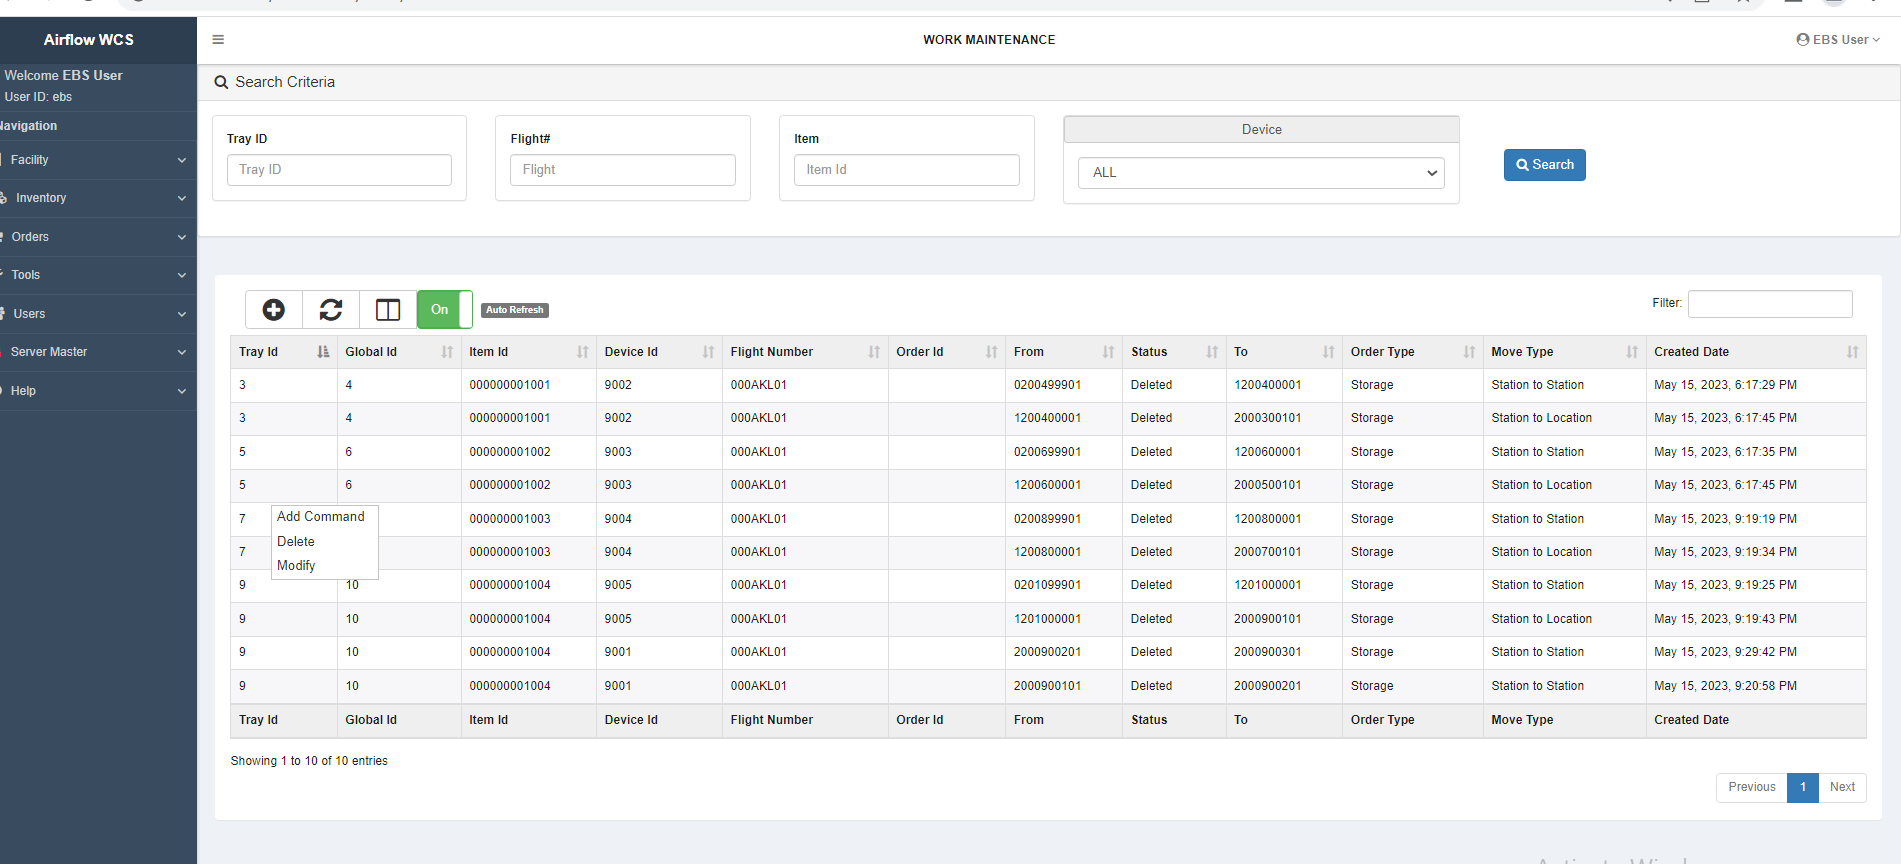 Airflow WCS
WORK MAINTENANCE
EBS User
Welcome EBS User
User ID: ebs
Navigation
Facility
Inventory
Orders
Tools
Users
Server Master
Help
Search Criteria
Tray ID
Tray ID
Flight#
Flight
Item
Item Id
Device
ALL
Search
On
Auto Refresh
Filter:
Tray Id Global Id Item Id Device Id Flight Number Order Id From Status To Order Type Move Type Created Date
3 4 000000001001 9002 000AKL01 0200499901 Deleted 1200400001 Storage Station to Station May 15, 2023, 6:17:29 PM
3 4 000000001001 9002 000AKL01 1200400001 Deleted 2000300101 Storage Station to Location May 15, 2023, 6:17:45 PM
5 6 000000001002 9003 000AKL01 0200699901 Deleted 1200600001 Storage Station to Station May 15, 2023, 6:17:35 PM
5 6 000000001002 9003 000AKL01 1200600001 Deleted 2000500101 Storage Station to Location May 15, 2023, 6:17:45 PM
7 000000001003 9004 000AKL01 0200899901 Deleted 1200800001 Storage Station to Station May 15, 2023, 9:19:19 PM
7 000000001003 9004 000AKL01 1200800001 Deleted 2000700101 Storage Station to Location May 15, 2023, 9:19:34 PM
Add Command
Delete
Modify
9 10 000000001004 9005 000AKL01 0201099901 Deleted 1201000001 Storage Station to Station May 15, 2023, 9:19:25 PM
9 10 000000001004 9005 000AKL01 1201000001 Deleted 2000900101 Storage Station to Location May 15, 2023, 9:19:43 PM
9 10 000000001004 9001 000AKL01 2000900201 Deleted 2000900301 Storage Station to Station May 15, 2023, 9:29:42 PM
9 10 000000001004 9001 000AKL01 2000900101 Deleted 2000900201 Storage Station to Station May 15, 2023, 9:20:58 PM
Tray Id Global Id Item Id Device Id Flight Number Order Id From Status To Order Type Move Type Created Date
Showing 1 to 10 of 10 entries
Previous 1 Next